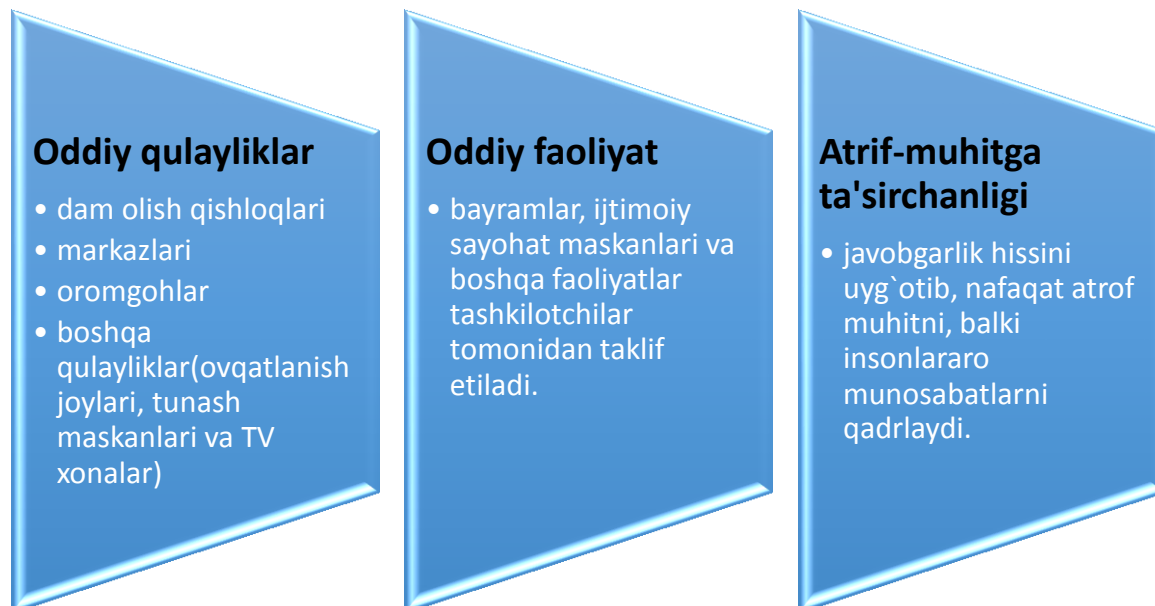 Oddiy qulayliklar
• dam olish qishloqlari
• markazlari
• oromgohlar
• boshqa
qulayliklar(ovqatlanish
joylari, tunash
maskanlari va TV
xonalar)
Oddiy faoliyat
• bayramlar, ijtimoiy
sayohat maskanlari va
boshqa faoliyatlar
tashkilotchilar
tomonidan taklif
etiladi.
Atrif-muhitga
ta'sirchanligi
• javobgarlik hissini
uyg`otib, nafaqat atrof
muhitni, balki
insonlararo
munosabatlarni
qadrlaydi.